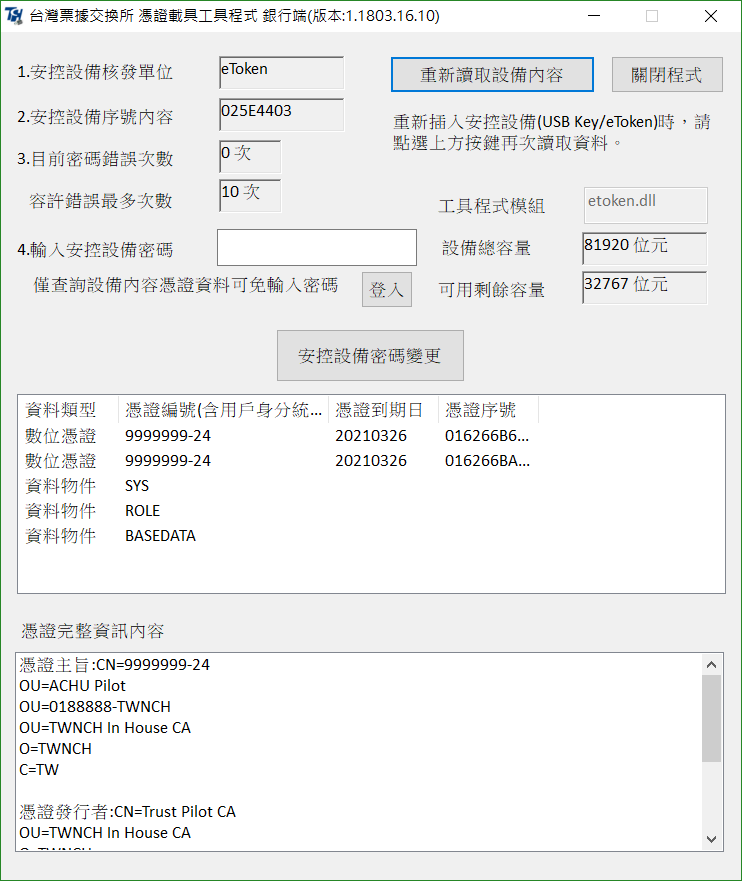 台灣票據交換所 憑證載具工具程式 銀行端(版本:1.1803.16.10)
1.安控設備核發單位 eToken 重新讀取設備內容 關閉程式
2.安控設備序號內容 025E4403
重新插入安控設備(USB Key/eToken)時，請
點選上方按鍵再次讀取資料。
3.目前密碼錯誤次數 0 次
容許錯誤最多次數 10 次
工具程式模組 etoken.dll
4.輸入安控設備密碼
設備總容量 81920 位元
僅查詢設備內容憑證資料可免輸入密碼 登入
可用剩餘容量 32767 位元
安控設備密碼變更
資料類型 憑證編號(含用戶身分統... 憑證到期日 憑證序號
數位憑證 9999999-24 20210326 016266B6...
數位憑證 9999999-24 20210326 016266BA...
資料物件 SYS
資料物件 ROLE
資料物件 BASEDATA
憑證完整資訊內容
憑證主旨:CN=9999999-24
OU=ACHU Pilot
OU=0188888-TWNCH
OU=TWNCH In House CA
O=TWNCH
C=TW
憑證發行者:CN=Trust Pilot CA
OU=TWNCH In House CA